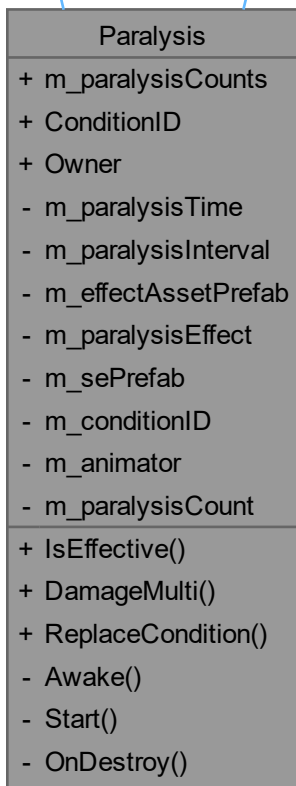 Paralysis
+ m_paralysisCounts
+ ConditionID
+ Owner
- m_paralysisTime
- m_paralysisInterval
- m_effectAssetPrefab
- m_paralysisEffect
- m_sePrefab
- m_conditionID
- m_animator
- m_paralysisCount
+ IsEffective()
+ DamageMulti()
+ ReplaceCondition()
- Awake()
- Start()
- OnDestroy()